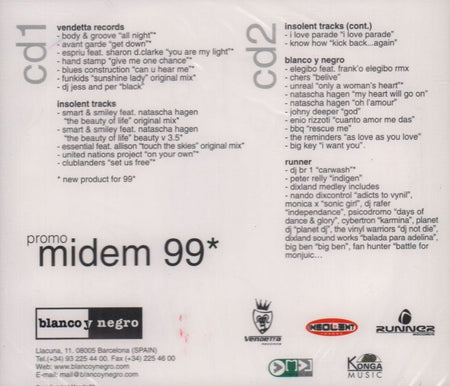 cd1
vendetta records
- body & groove "all night"*
- avant garde "get down"*
- espriu feat. sharon d.clarke "you are my light"*
- hand stamp "give me one chance"*
- blues construction "can u hear me"*
- funkids "sunshine lady" original mix*
- dj jess and per "black"
insolent tracks
- smart & smiley feat. natascha hagen
"the beauty of life" original mix*
- smart & smiley feat. natascha hagen
"the beauty of life" beauty v 3.5*
- essential feat. allison "touch the skies" original mix*
- united nations project "on your own"*
- clublanders "set us free"*
* new product for 99*
cd2
insolent tracks (cont.)
- i love parade "i love parade"
- know how "kick back...again"
blanco y negro
- elegibo feat. frank'o elegibo rmx
- chers "belive"
- unreal "only a woman's heart"*
- natascha hagen "my heart will go on"
- natascha hagen "oh l'amour"
- johny deeper "god"
- enio rizzoti "cuanto amor me das"
- bbq "rescue me"
- the reminders "as love as you love"
- big key "i want you".
runner
- dj br 1 "carwash"*
- peter relly "indigen"
- dixland medley includes
- nando dixcontrol "adicts to vynil",
monica x "sonic girl", dj rafer
"independance", psicodromo "days of
dance & glory", cybertron "karmina", planet
dj "planet dj", the vinyl warriors "dj not die",
dixland sound works "balada para adelina",
big ben "big ben", fan hunter "battle for
monjuic...
promo
midem 99*
blanco y negro
Llacuna, 11. 08005 Barcelona (SPAIN)
Tel.(+34) 93 225 44 00. Fax (+34) 225 46 00
Web: www.blancoynegro.com
E-mail: mail@blancoynegro.com
VENDETTA
RECORDS
INSOLENT
TRACKS
RUNNER
RECORDS
KONGA
MUSIC